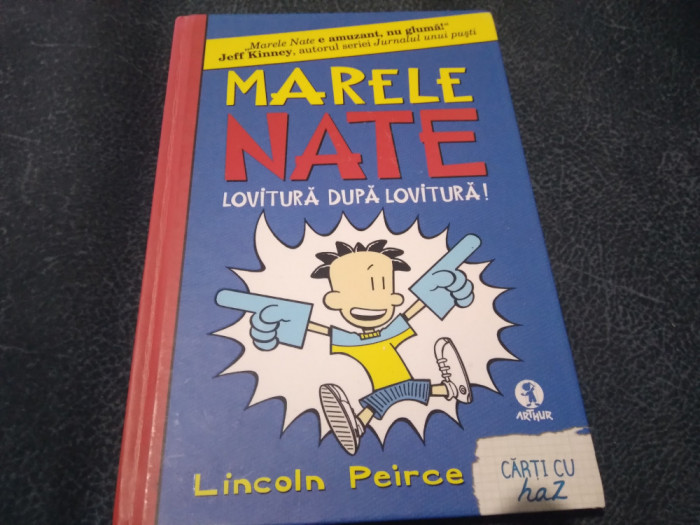 „Marele Nate e amuzant, nu glumă!“
Jeff Kinney, autorul seriei Jurnalul unui puști
MARELE
NATE
LOVITURĂ DUPĂ LOVITURĂ!
ARTHUR
Lincoln Peirce
CĂRȚI CU
haz